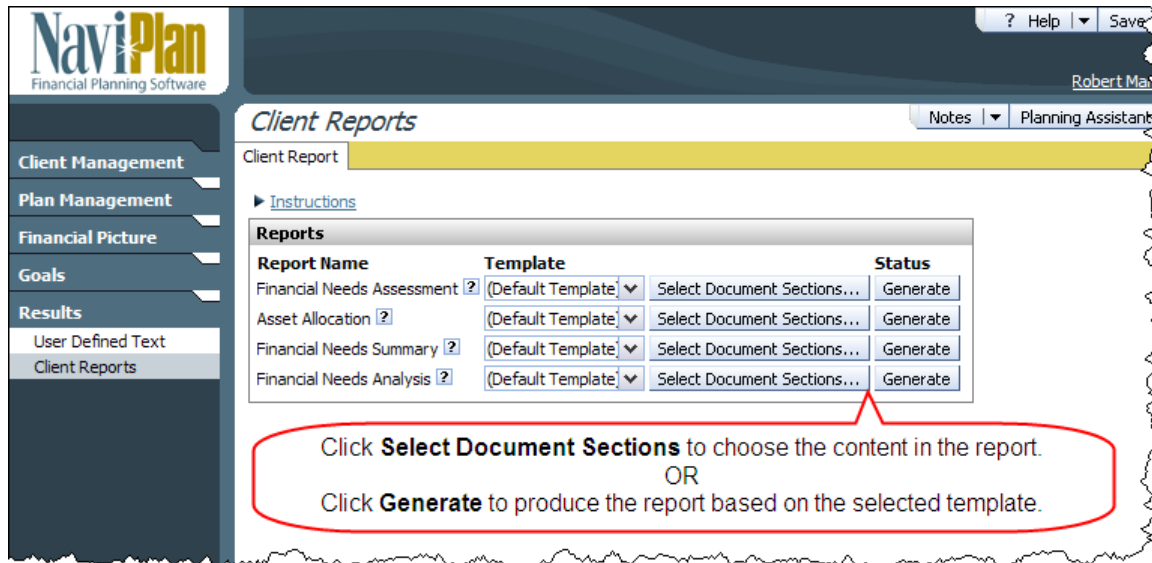 NaviPlan
Financial Planning Software
? Help Save
Robert Mar
Client Reports
Notes Planning Assistant
Client Report
Client Management
Plan Management
Financial Picture
Goals
Results
User Defined Text
Client Reports
Instructions
Reports
Report Name Template Status
Financial Needs Assessment ? (Default Template) Select Document Sections... Generate
Asset Allocation ? (Default Template) Select Document Sections... Generate
Financial Needs Summary ? (Default Template) Select Document Sections... Generate
Financial Needs Analysis ? (Default Template) Select Document Sections... Generate
Click Select Document Sections to choose the content in the report.
OR
Click Generate to produce the report based on the selected template.